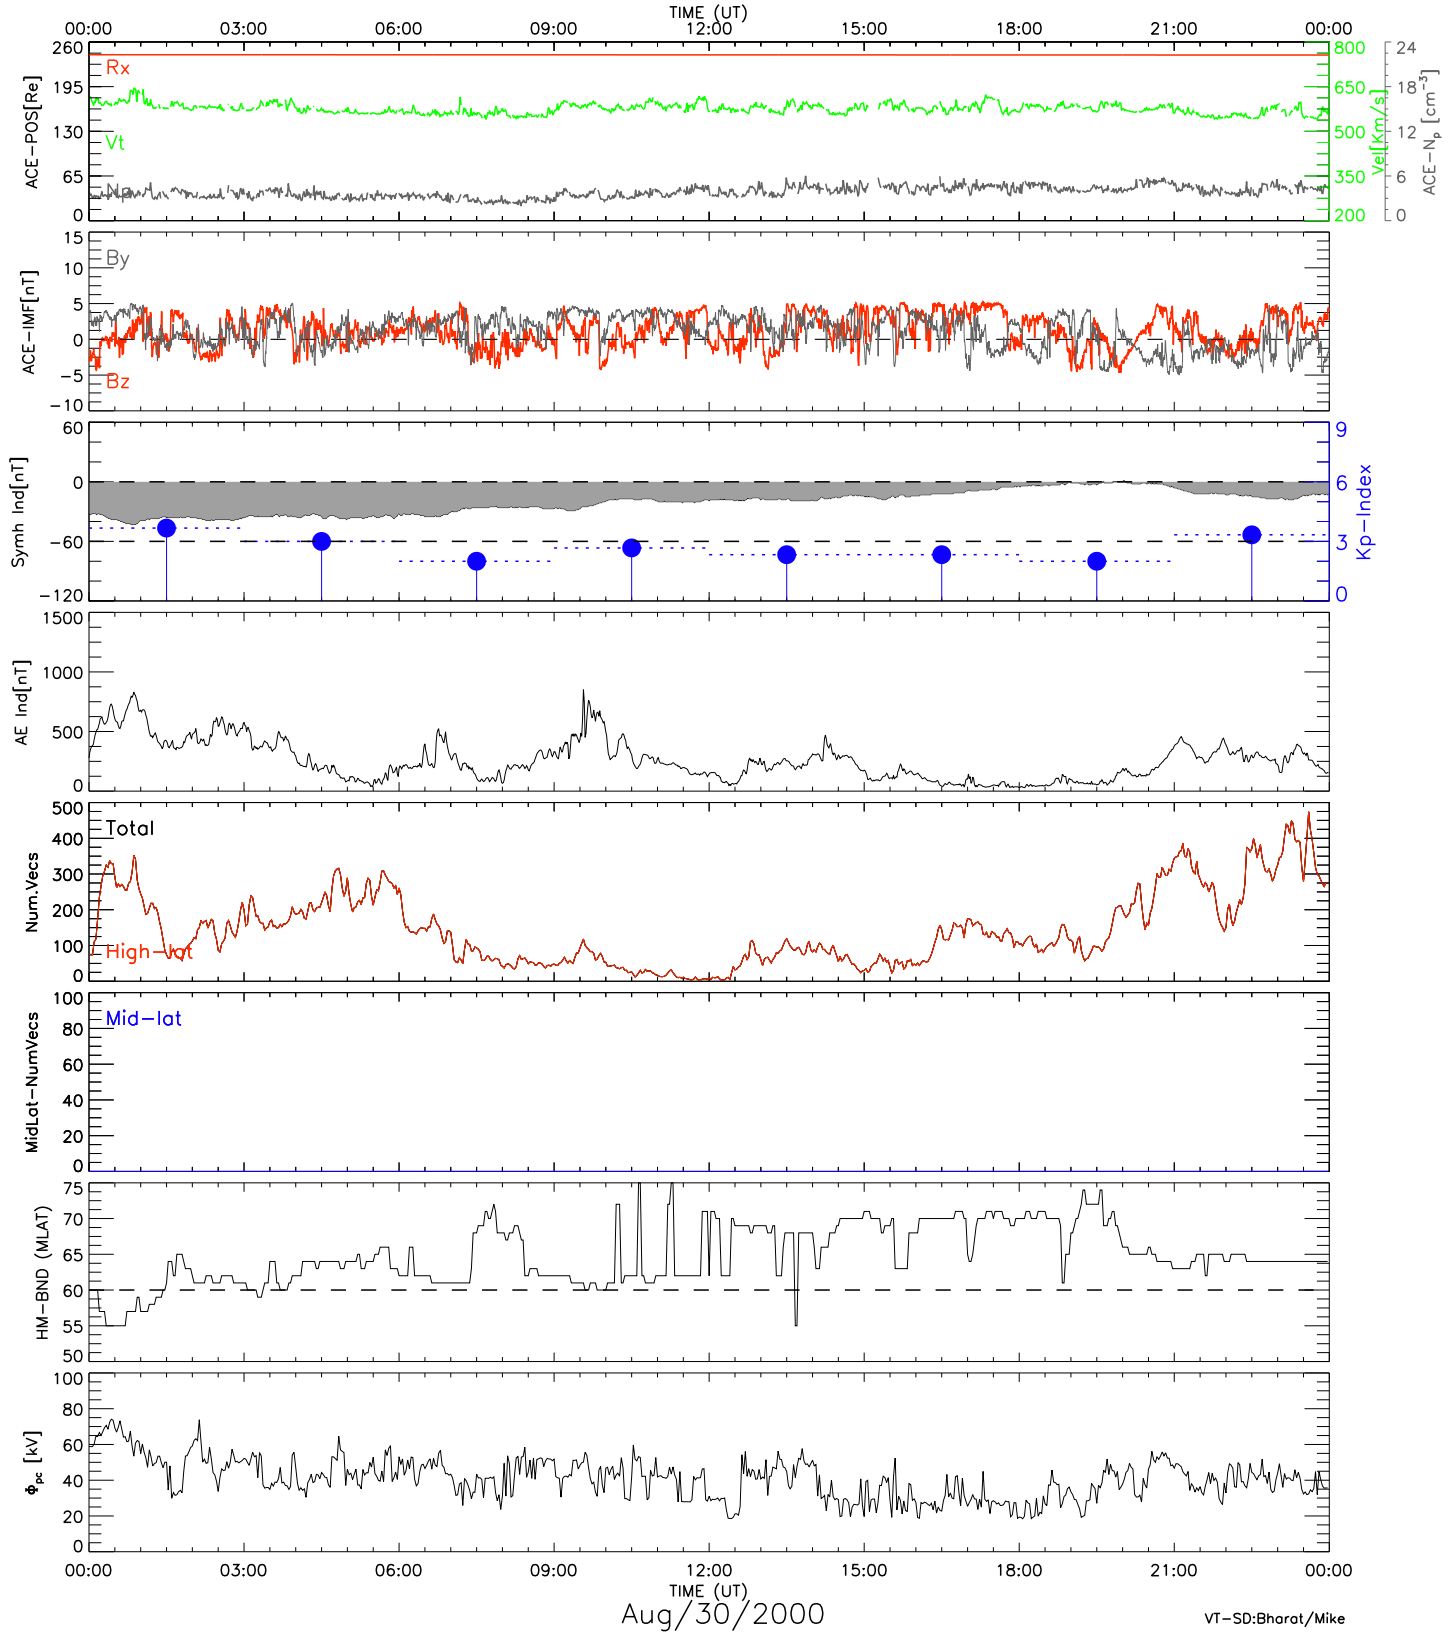 TIME (UT)
00:00 03:00 06:00 09:00 12:00 15:00 18:00 21:00 00:00
260 195 130 65 0
ACE-POS[Re]
Rx
Vt
Np
800 650 500 350 200
Vel[Km/s]
24 18 12 6 0
ACE-Np [cm-3]
15 10 5 0 -5 -10
ACE-IMF[nT]
By
Bz
60 0 -60 -120
Symh Ind[nT]
9 6 3 0
Kp-Index
1500 1000 500 0
AE Ind[nT]
500 400 300 200 100 0
Num.Vecs
Total
High-lat
100 80 60 40 20 0
MidLat-NumVecs
Mid-lat
75 70 65 60 55 50
HM-BND (MLAT)
100 80 60 40 20 0
Φpc [kV]
00:00 03:00 06:00 09:00 12:00 15:00 18:00 21:00 00:00
TIME (UT)
Aug/30/2000
VT-SD:Bharat/Mike